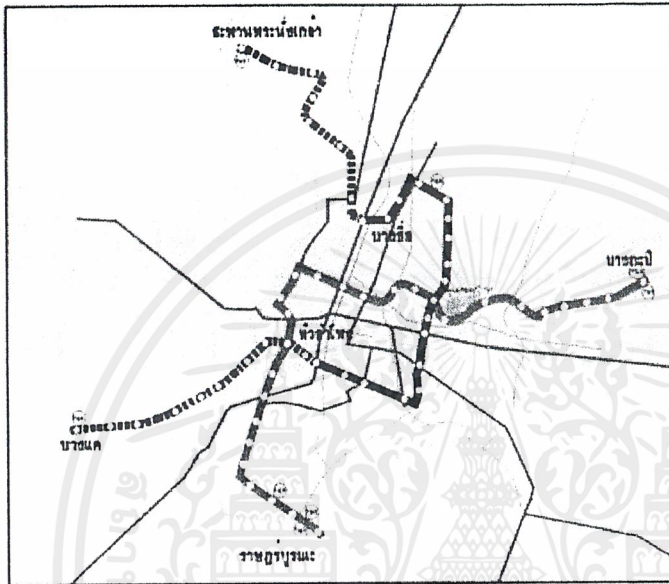 สะพานพระนั่งเกล้า
บางซื่อ
บางกะปิ
หัวลำโพง
บางแค
ราษฎร์บูรณะ